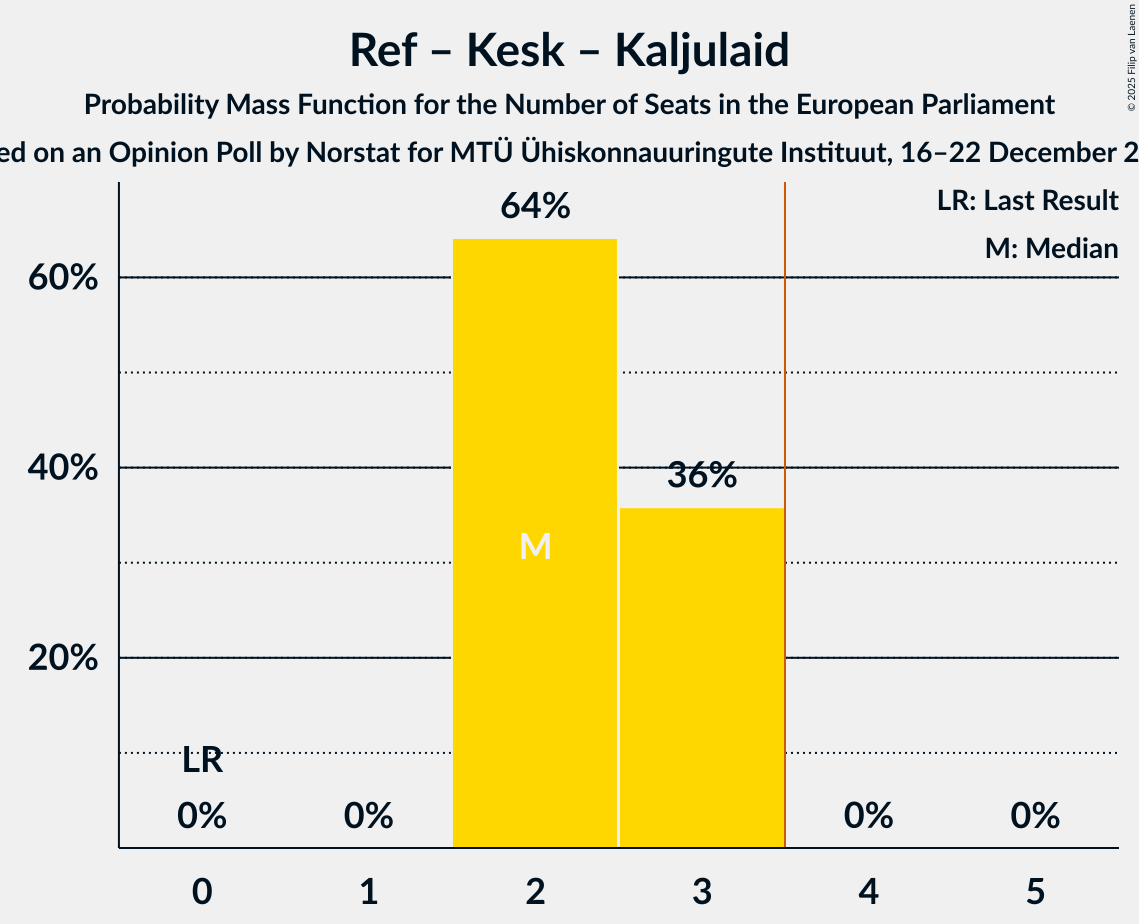 Ref – Kesk – Kaljulaid
Probability Mass Function for the Number of Seats in the European Parliament
ed on an Opinion Poll by Norstat for MTÜ Ühiskonnauuringute Instituut, 16–22 December 2
© 2025 Filip van Laenen
LR: Last Result
M: Median
64%
60%
40%
36%
M
20%
LR
0% 0% 0% 0%
0 1 2 3 4 5